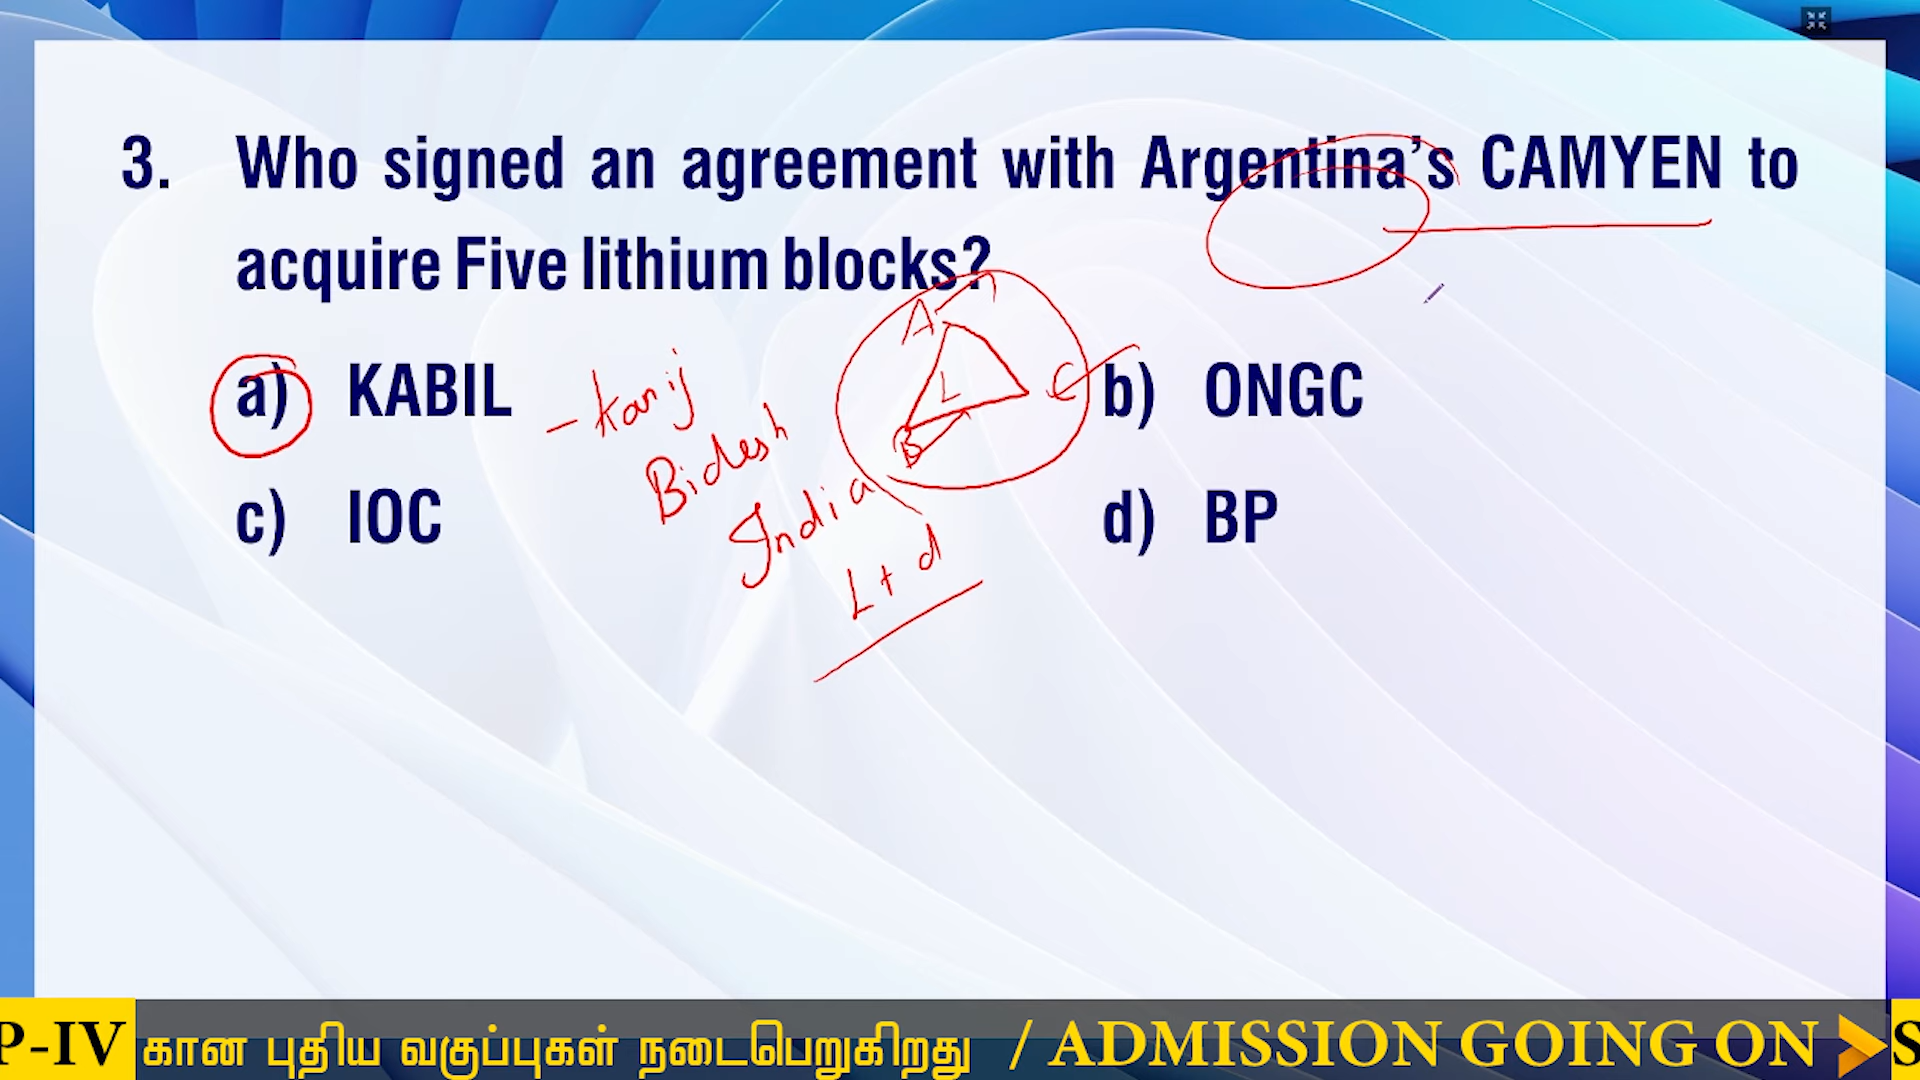 3. Who signed an agreement with Argentina's CAMYEN to
acquire Five lithium blocks?
a) KABIL
- Kanij
Bidesh
India
Ltd
A
L
B
C
b) ONGC
c) IOC
d) BP
P-IV கான புதிய வகுப்புகள் நடைபெறுகிறது / ADMISSION GOING ON S